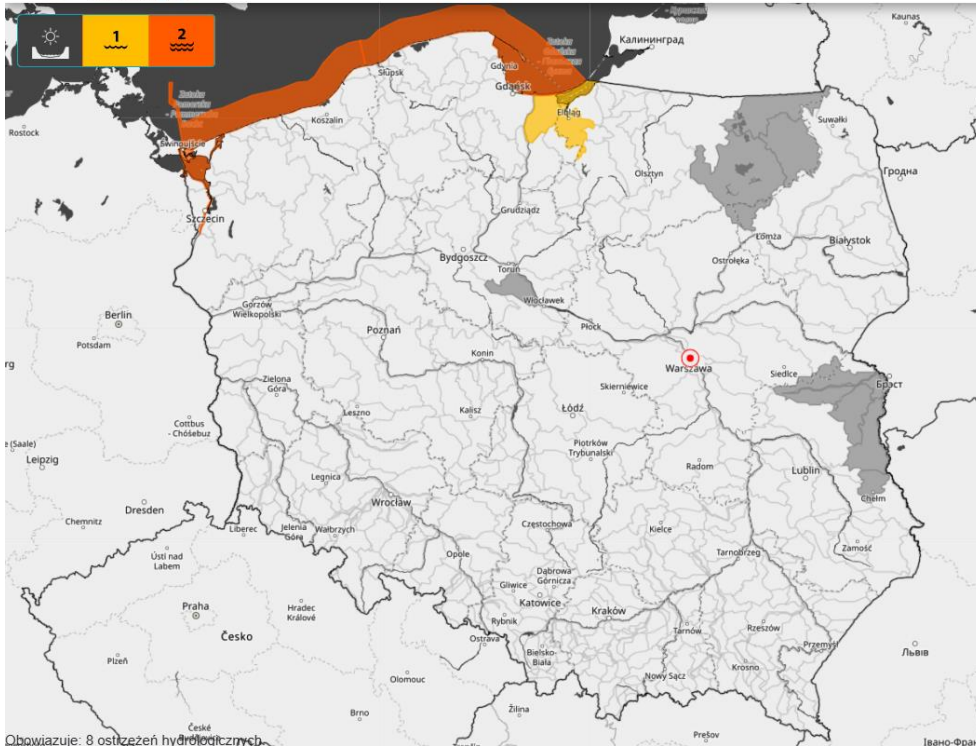 1
2
Kaunas
Калининград
Gdynia
Słupsk
Gdańsk
Elbląg
Suwałki
Rostock
Koszalin
Świnoujście
Olsztyn
Гродна
Szczecin
Grudziądz
Łomża
Białystok
Bydgoszcz
Ostrołęka
Toruń
Włocławek
Gorzów
Wielkopolski
Berlin
Płock
Poznań
Potsdam
Konin
Siedlce
Warszawa
Брэст
Skierniewice
Zielona
Góra
Łódź
Leszno
Kalisz
Cottbus
- Chóśebuz
Piotrków
Trybunalski
(Saale)
Leipzig
Radom
Lublin
Legnica
Chełm
Wrocław
Dresden
Chemnitz
Częstochowa
Liberec
Jelenia
Góra
Wałbrzych
Kielce
Zamość
Opole
Ústí nad
Labem
Tarnobrzeg
Dąbrowa
Górnicza
Gliwice
Katowice
Praha
Hradec
Králové
Kraków
Rybnik
Tarnów
Rzeszów
Česko
Ostrava
Przemyśl
Bielsko-
Biała
Львів
Plzeň
Krosno
Olomouc
Nowy Sącz
Brno
Žilina
České
Prešov
Obowiązuje: 8 ostrzeżeń hydrologicznych